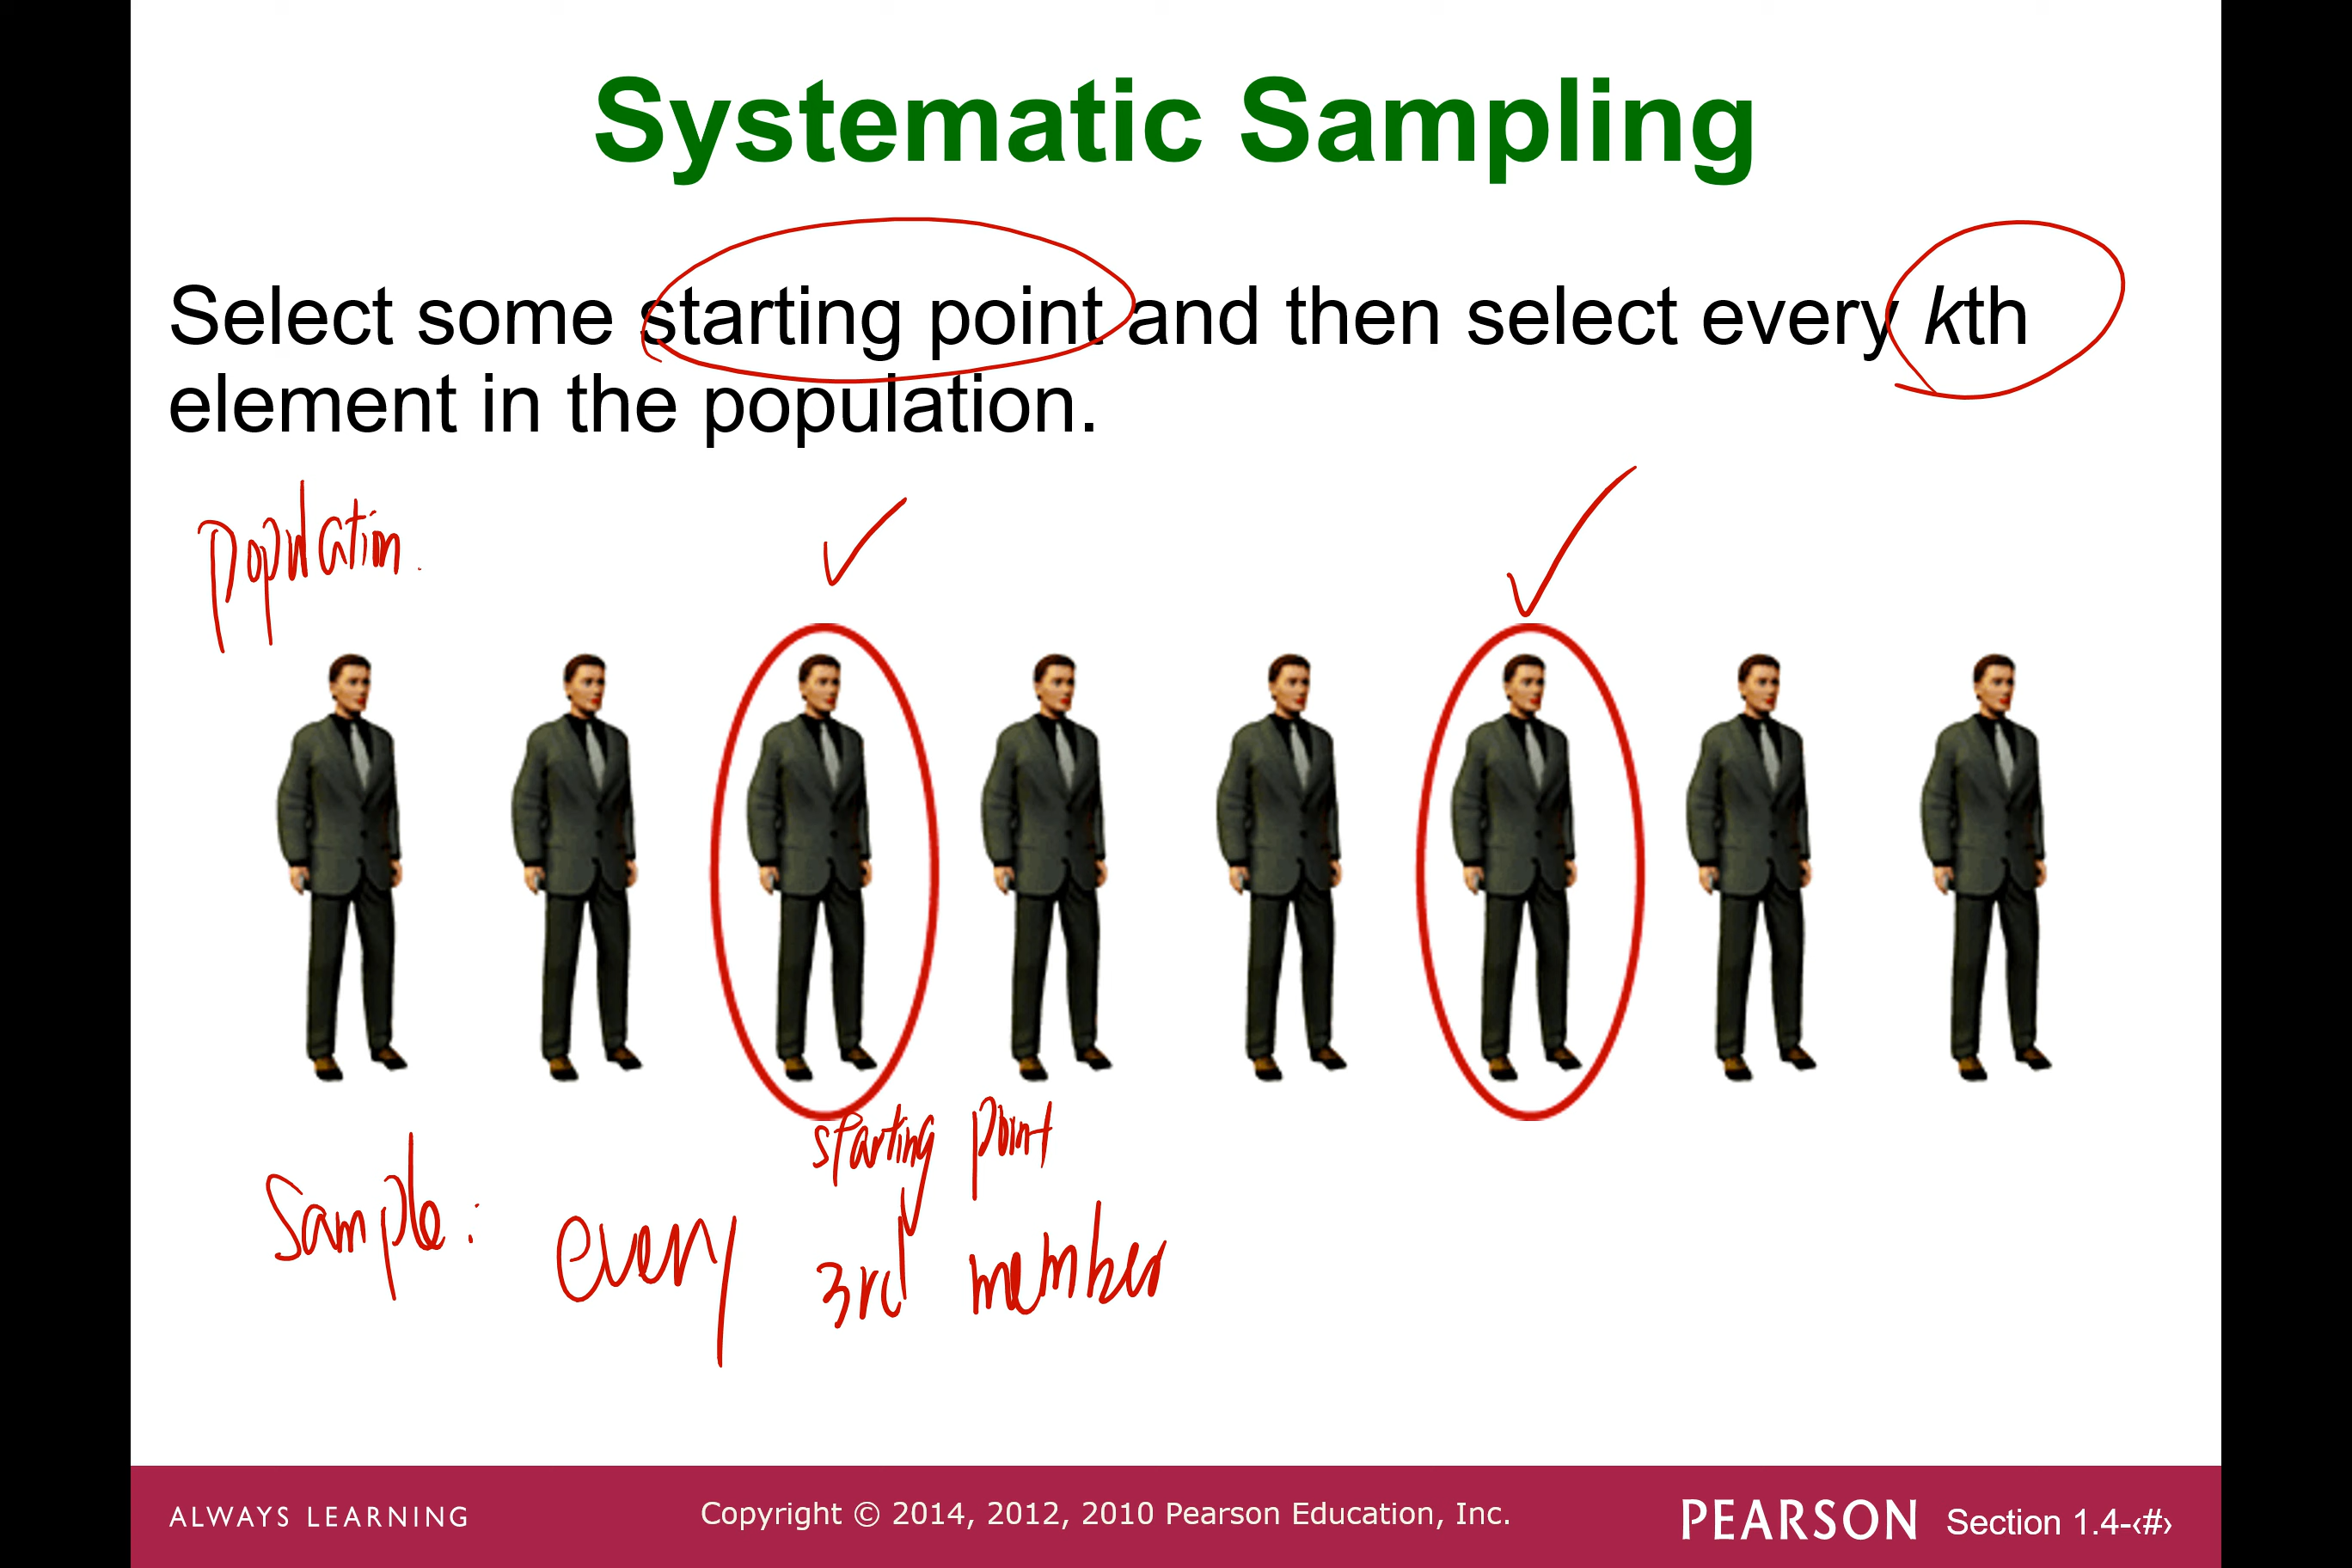 Systematic Sampling
Select some starting point and then select every kth
element in the population.
Population.
starting point
Sample: every 3rd member
ALWAYS LEARNING
Copyright © 2014, 2012, 2010 Pearson Education, Inc.
PEARSON
Section 1.4-‹#›